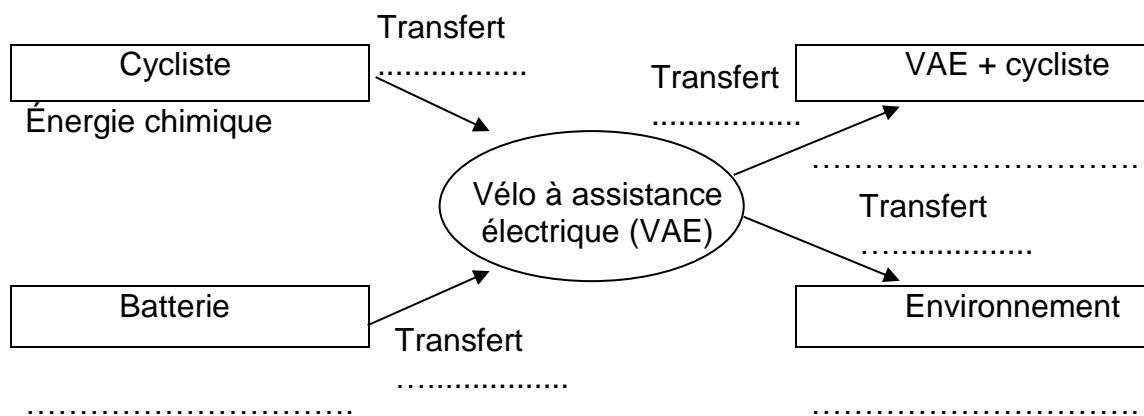 Transfert
.................
Cycliste
Énergie chimique
Transfert
.................
VAE + cycliste
...............................
Vélo à assistance
électrique (VAE)
Transfert
...................
Batterie
...............................
Transfert
...................
Environnement
...............................